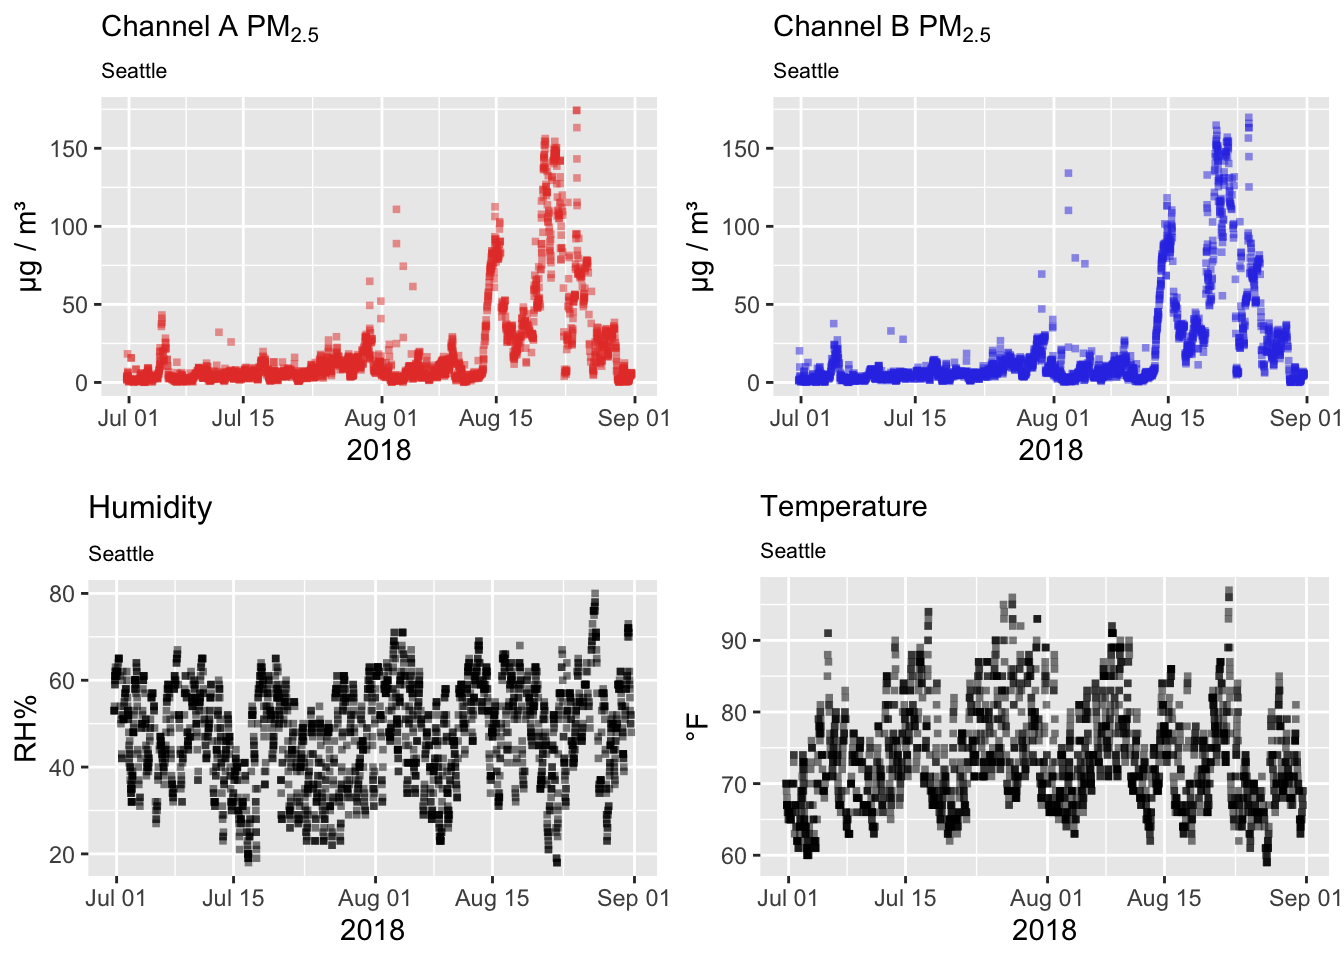 Channel A PM2.5
Seattle
150
100
50
0
µg / m³
Jul 01 Jul 15 Aug 01 Aug 15 Sep 01
2018
Channel B PM2.5
Seattle
150
100
50
0
µg / m³
Jul 01 Jul 15 Aug 01 Aug 15 Sep 01
2018
Humidity
Seattle
80
60
40
20
RH%
Jul 01 Jul 15 Aug 01 Aug 15 Sep 01
2018
Temperature
Seattle
90
80
70
60
°F
Jul 01 Jul 15 Aug 01 Aug 15 Sep 01
2018